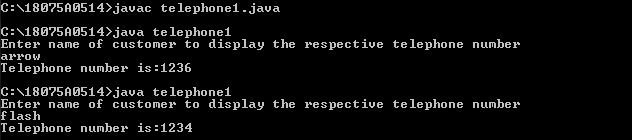 C:\18075A0514>javac telephone1.java
C:\18075A0514>java telephone1
Enter name of customer to display the respective telephone number
arrow
Telephone number is:1236
C:\18075A0514>java telephone1
Enter name of customer to display the respective telephone number
flash
Telephone number is:1234